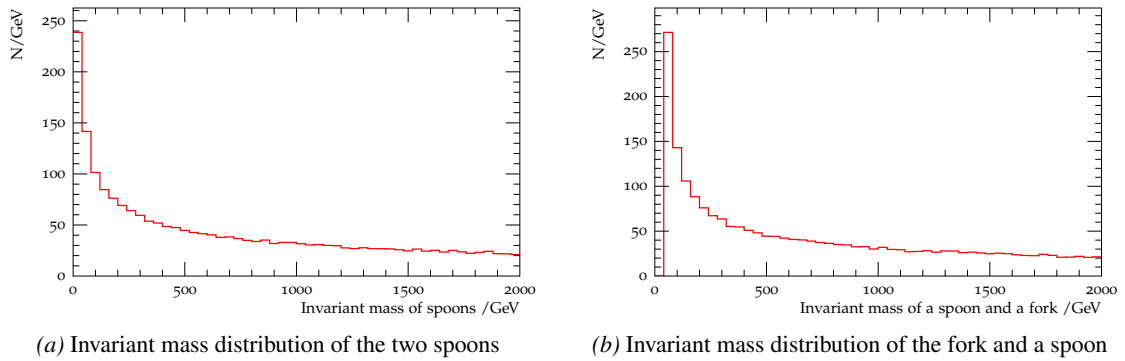 N/GeV
250
200
150
100
50
0
0 500 1000 1500 2000
Invariant mass of spoons /GeV
(a) Invariant mass distribution of the two spoons
N/GeV
250
200
150
100
50
0
0 500 1000 1500 2000
Invariant mass of a spoon and a fork /GeV
(b) Invariant mass distribution of the fork and a spoon